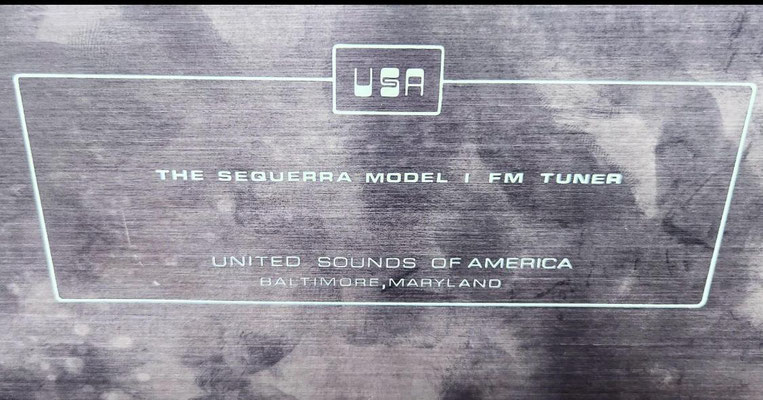 USA
THE SEQUERRA MODEL 1 FM TUNER
UNITED SOUNDS OF AMERICA
BALTIMORE, MARYLAND